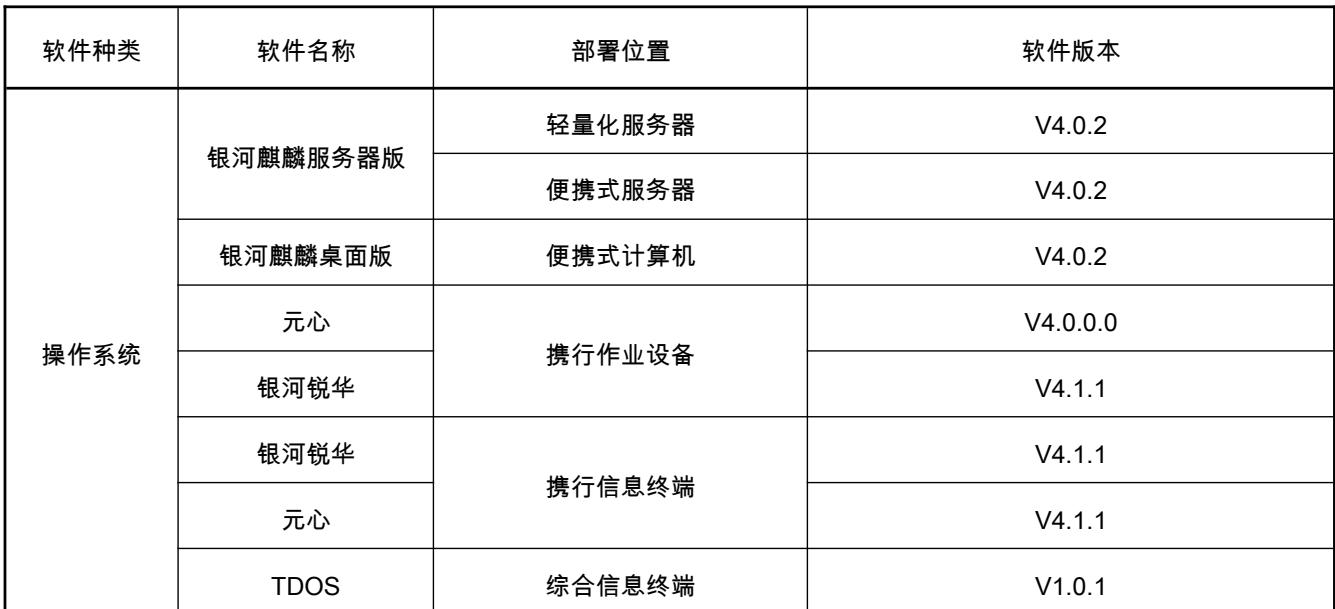 软件种类 软件名称 部署位置 软件版本
轻量化服务器 V4.0.2
银河麒麟服务器版
便携式服务器 V4.0.2
银河麒麟桌面版 便携式计算机 V4.0.2
元心 V4.0.0.0
操作系统 携行作业设备
银河锐华 V4.1.1
银河锐华 V4.1.1
携行信息终端
元心 V4.1.1
TDOS 综合信息终端 V1.0.1